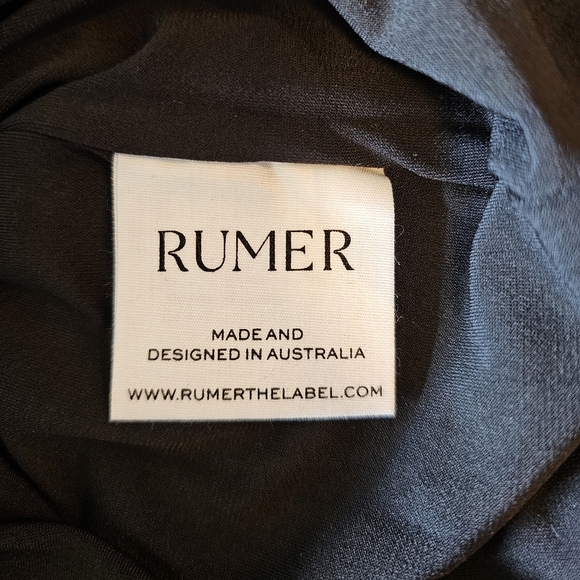 RUMER
MADE AND
DESIGNED IN AUSTRALIA
WWW.RUMERTHELABEL.COM